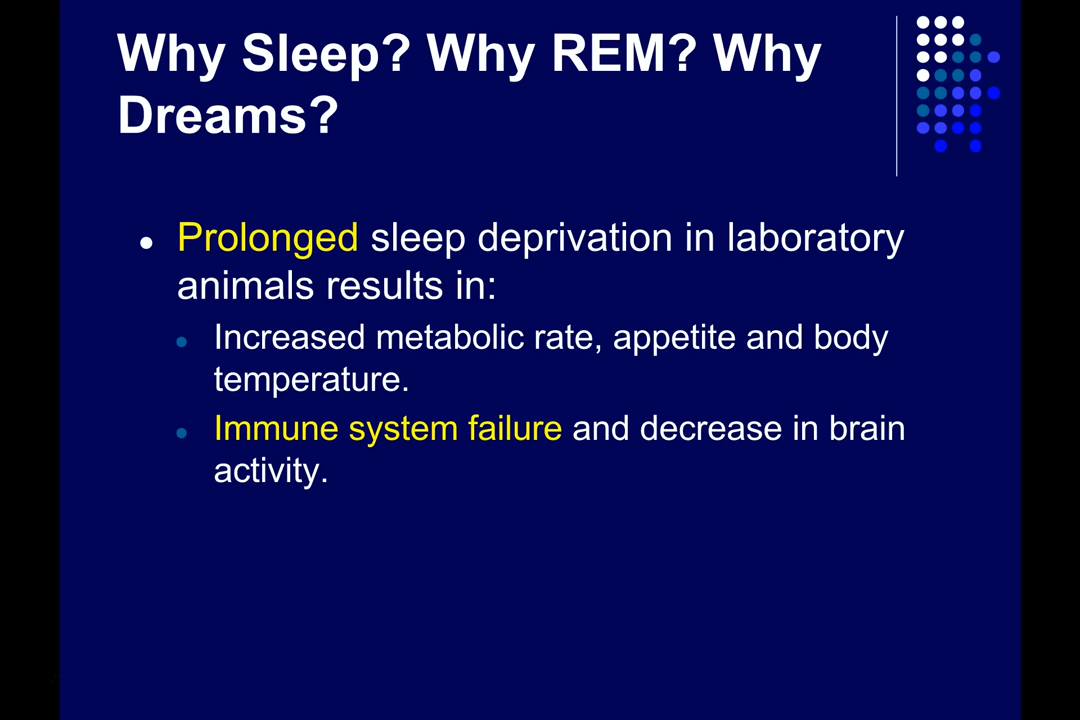 Why Sleep? Why REM? Why
Dreams?
Prolonged sleep deprivation in laboratory
animals results in:
Increased metabolic rate, appetite and body
temperature.
Immune system failure and decrease in brain
activity.